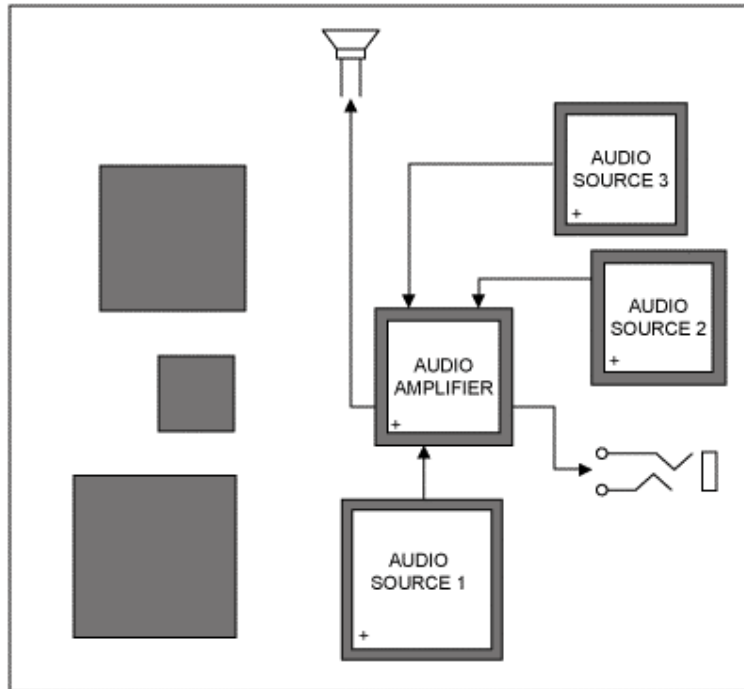 AUDIO
SOURCE 3
+
AUDIO
SOURCE 2
+
AUDIO
AMPLIFIER
+
AUDIO
SOURCE 1
+